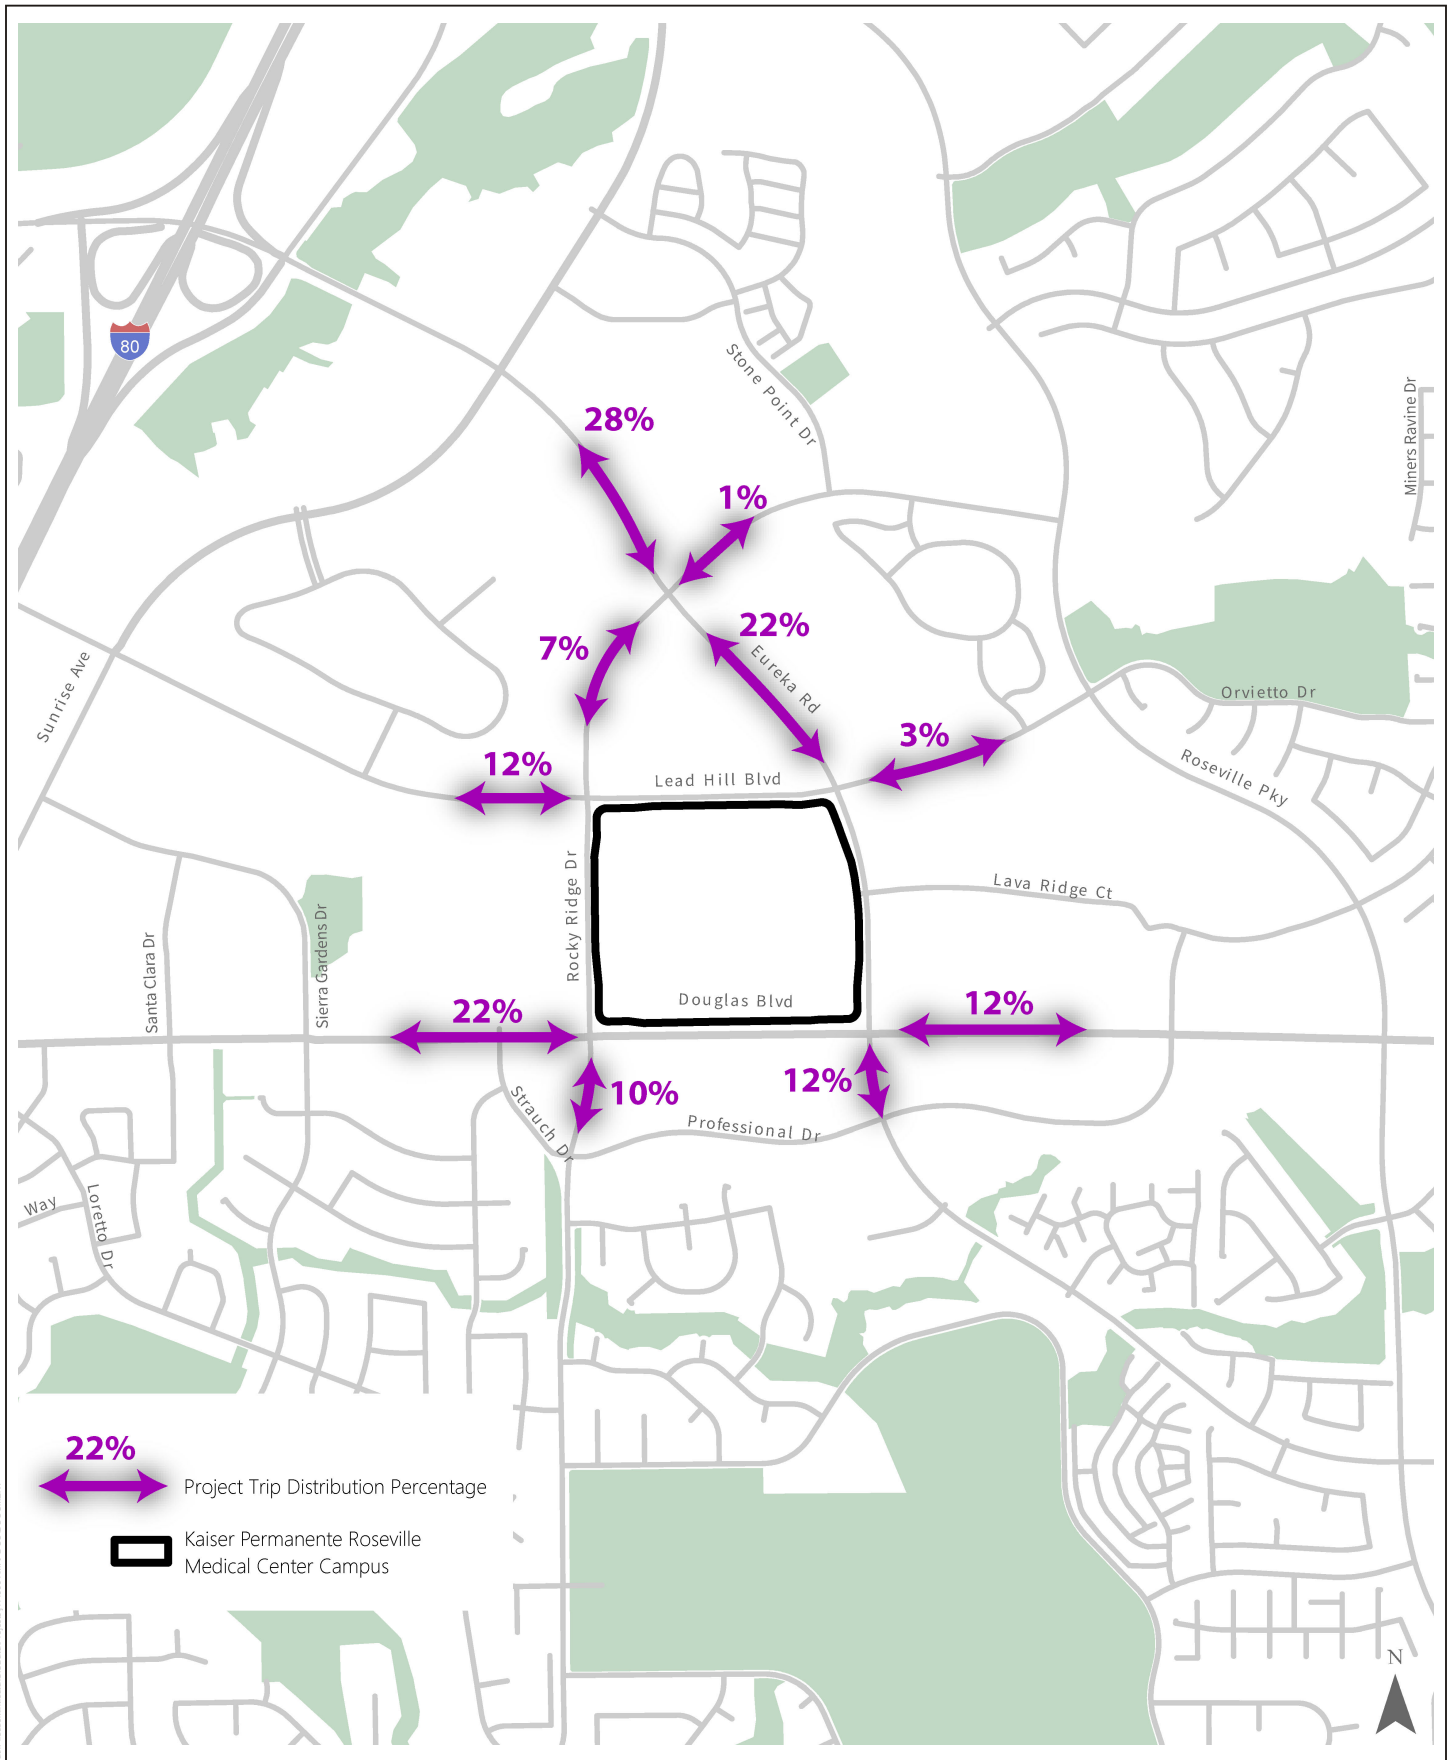 80
28%
Stone Point Dr
1%
Miners Ravine Dr
7%
22%
Eureka Rd
Sunrise Ave
Orvietto Dr
3%
12%
Lead Hill Blvd
Roseville Pky
Rocky Ridge Dr
Lava Ridge Ct
Santa Clara Dr
Sierra Gardens Dr
Douglas Blvd
22%
12%
10%
12%
Strauch Dr
Professional Dr
Way
Loretto Dr
22%
Project Trip Distribution Percentage
Kaiser Permanente Roseville
Medical Center Campus
N